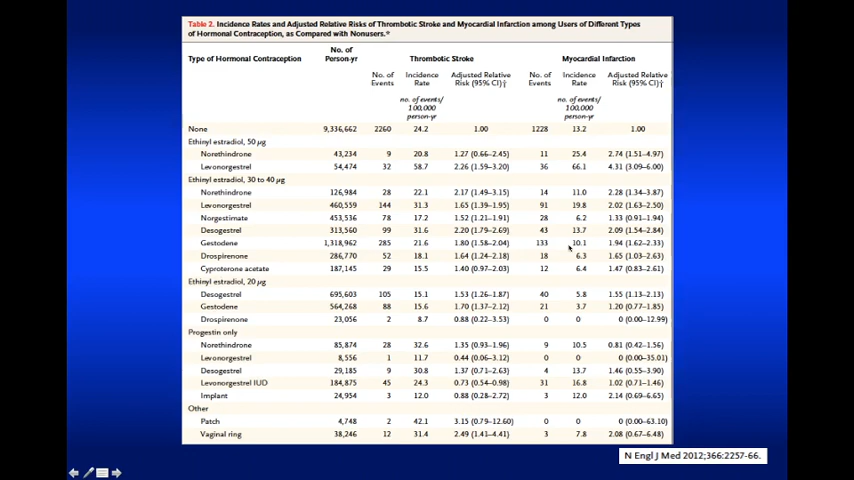 Table 2. Incidence Rates and Adjusted Relative Risks of Thrombotic Stroke and Myocardial Infarction among Users of Different Types
of Hormonal Contraception, as Compared with Nonusers.*
Type of Hormonal Contraception No. of Person-yr Thrombotic Stroke Myocardial Infarction
No. of Events Incidence Rate Adjusted Relative Risk (95% CI)† No. of Events Incidence Rate Adjusted Relative Risk (95% CI)†
no. of events/ 100,000 person-yr no. of events/ 100,000 person-yr
None 9,336,662 2260 24.2 1.00 1228 13.2 1.00
Ethinyl estradiol, 50 μg
Norethindrone 43,234 9 20.8 1.27 (0.66–2.45) 11 25.4 2.74 (1.51–4.97)
Levonorgestrel 54,474 32 58.7 2.26 (1.59–3.20) 36 66.1 4.31 (3.09–6.00)
Ethinyl estradiol, 30 to 40 μg
Norethindrone 126,984 28 22.1 2.17 (1.49–3.15) 14 11.0 2.28 (1.34–3.87)
Levonorgestrel 460,559 144 31.3 1.65 (1.39–1.95) 91 19.8 2.02 (1.63–2.50)
Norgestimate 453,536 78 17.2 1.52 (1.21–1.91) 28 6.2 1.33 (0.91–1.94)
Desogestrel 313,560 99 31.6 2.20 (1.79–2.69) 43 13.7 2.09 (1.54–2.84)
Gestodene 1,318,962 285 21.6 1.80 (1.58–2.04) 133 10.1 1.94 (1.62–2.33)
Drospirenone 286,770 52 18.1 1.64 (1.24–2.18) 18 6.3 1.65 (1.03–2.63)
Cyproterone acetate 187,145 29 15.5 1.40 (0.97–2.03) 12 6.4 1.47 (0.83–2.61)
Ethinyl estradiol, 20 μg
Desogestrel 695,603 105 15.1 1.53 (1.26–1.87) 40 5.8 1.55 (1.13–2.13)
Gestodene 564,268 88 15.6 1.70 (1.37–2.12) 21 3.7 1.20 (0.77–1.85)
Drospirenone 23,056 2 8.7 0.88 (0.22–3.53) 0 0 0 (0.00–12.99)
Progestin only
Norethindrone 85,874 28 32.6 1.35 (0.93–1.96) 9 10.5 0.81 (0.42–1.56)
Levonorgestrel 8,556 1 11.7 0.44 (0.06–3.12) 0 0 0 (0.00–35.01)
Desogestrel 29,185 9 30.8 1.37 (0.71–2.63) 4 13.7 1.46 (0.55–3.90)
Levonorgestrel IUD 184,875 45 24.3 0.73 (0.54–0.98) 31 16.8 1.02 (0.71–1.46)
Implant 24,954 3 12.0 0.88 (0.28–2.72) 3 12.0 2.14 (0.69–6.65)
Other
Patch 4,748 2 42.1 3.15 (0.79–12.60) 0 0 0 (0.00–63.10)
Vaginal ring 38,246 12 31.4 2.49 (1.41–4.41) 3 7.8 2.08 (0.67–6.48)
N Engl J Med 2012;366:2257-66.